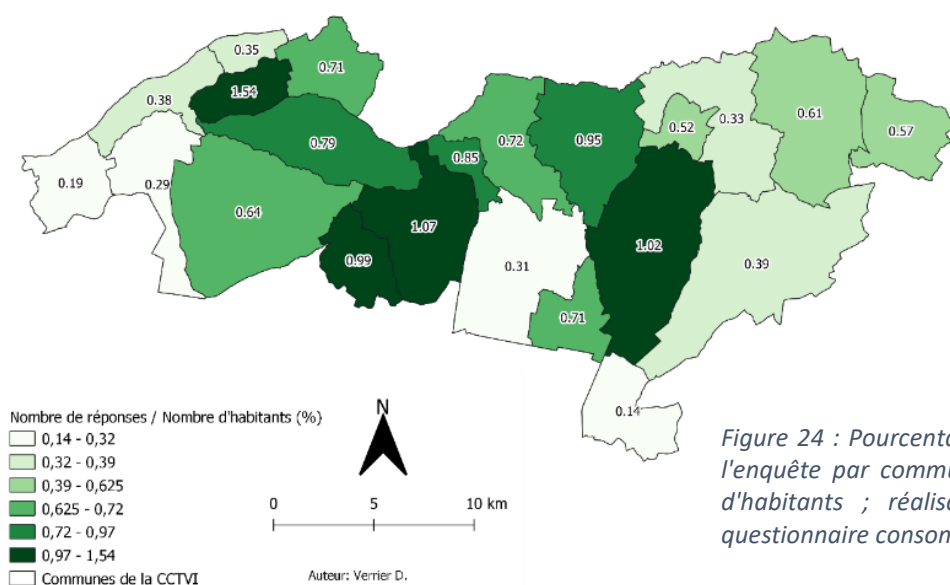 0.35
0.71
1.54
0.38
0.79
0.72
0.95
0.61
0.52
0.33
0.57
0.85
0.19
0.29
0.64
1.07
1.02
0.99
0.31
0.39
0.71
0.14
Nombre de réponses / Nombre d'habitants (%)
0,14 - 0,32
0,32 - 0,39
0,39 - 0,625
0,625 - 0,72
0,72 - 0,97
0,97 - 1,54
Communes de la CCTVI
N
0 5 10 km
Auteur: Verrier D.
Figure 24 : Pourcenta
l'enquête par commu
d'habitants ; réalisa
questionnaire conson